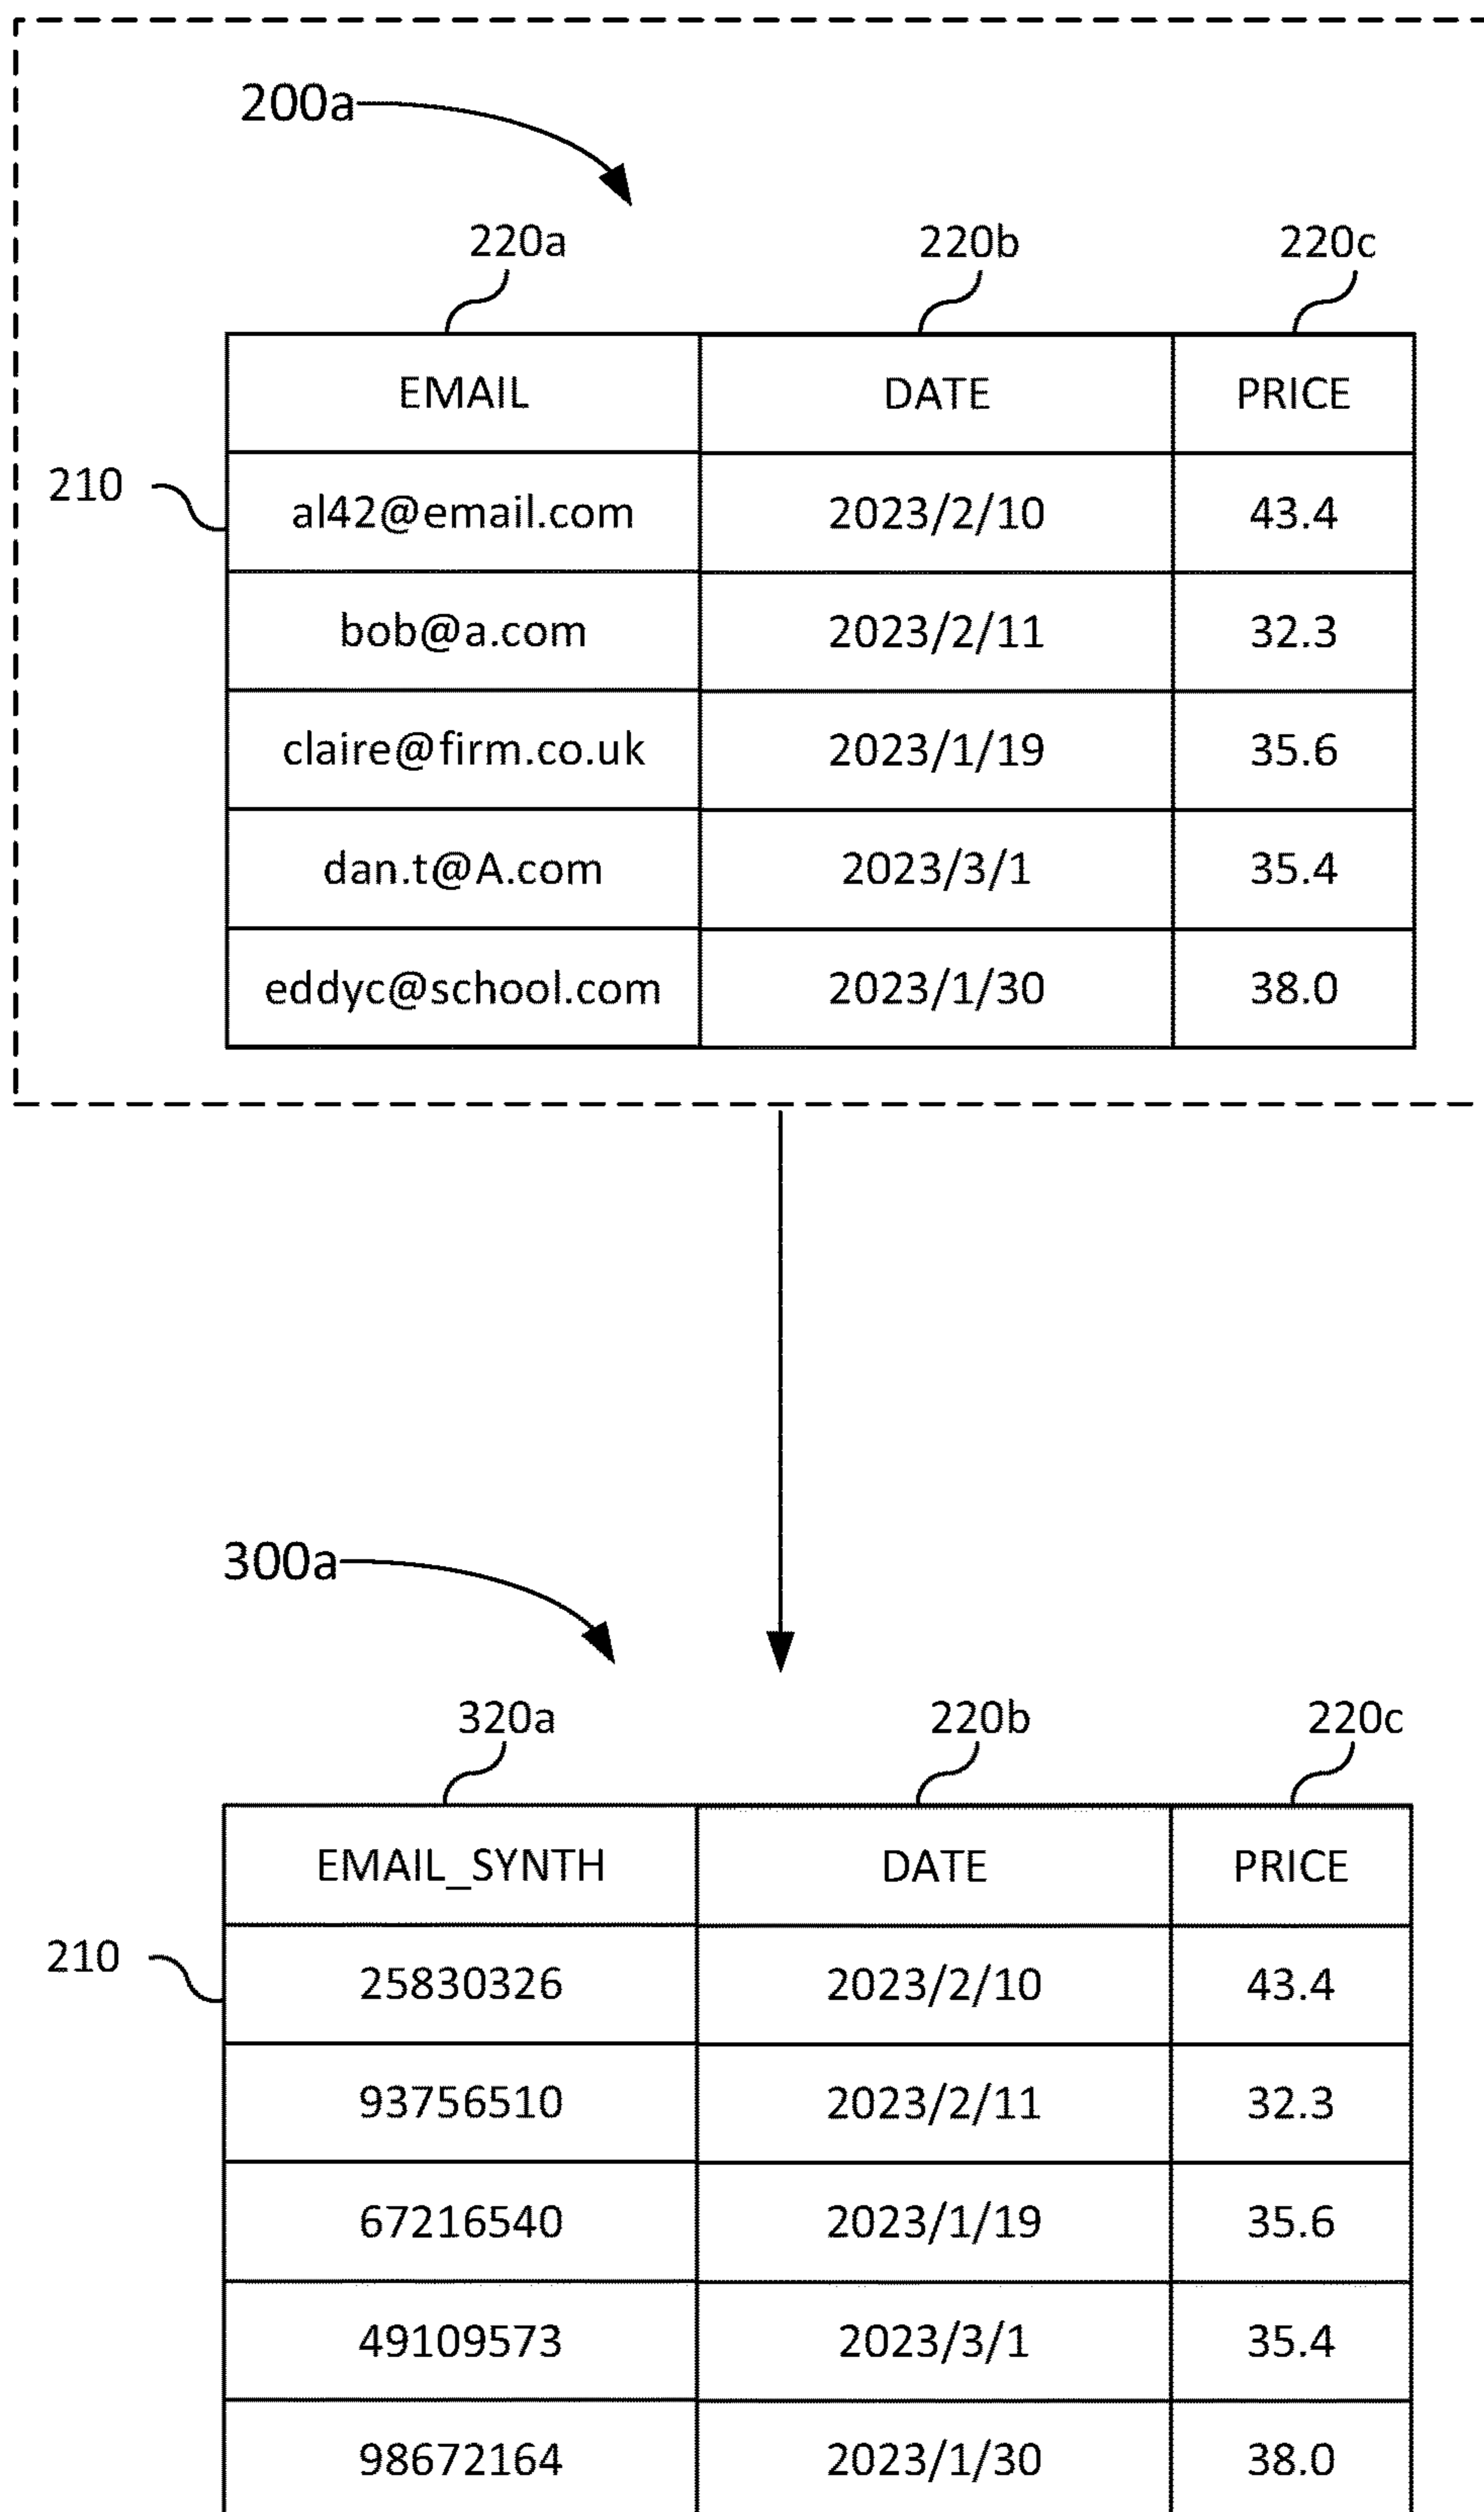 200a
220a 220b 220c
EMAIL DATE PRICE
210
al42@email.com 2023/2/10 43.4
bob@a.com 2023/2/11 32.3
claire@firm.co.uk 2023/1/19 35.6
dan.t@A.com 2023/3/1 35.4
eddyc@school.com 2023/1/30 38.0
300a
320a 220b 220c
EMAIL_SYNTH DATE PRICE
210
25830326 2023/2/10 43.4
93756510 2023/2/11 32.3
67216540 2023/1/19 35.6
49109573 2023/3/1 35.4
98672164 2023/1/30 38.0